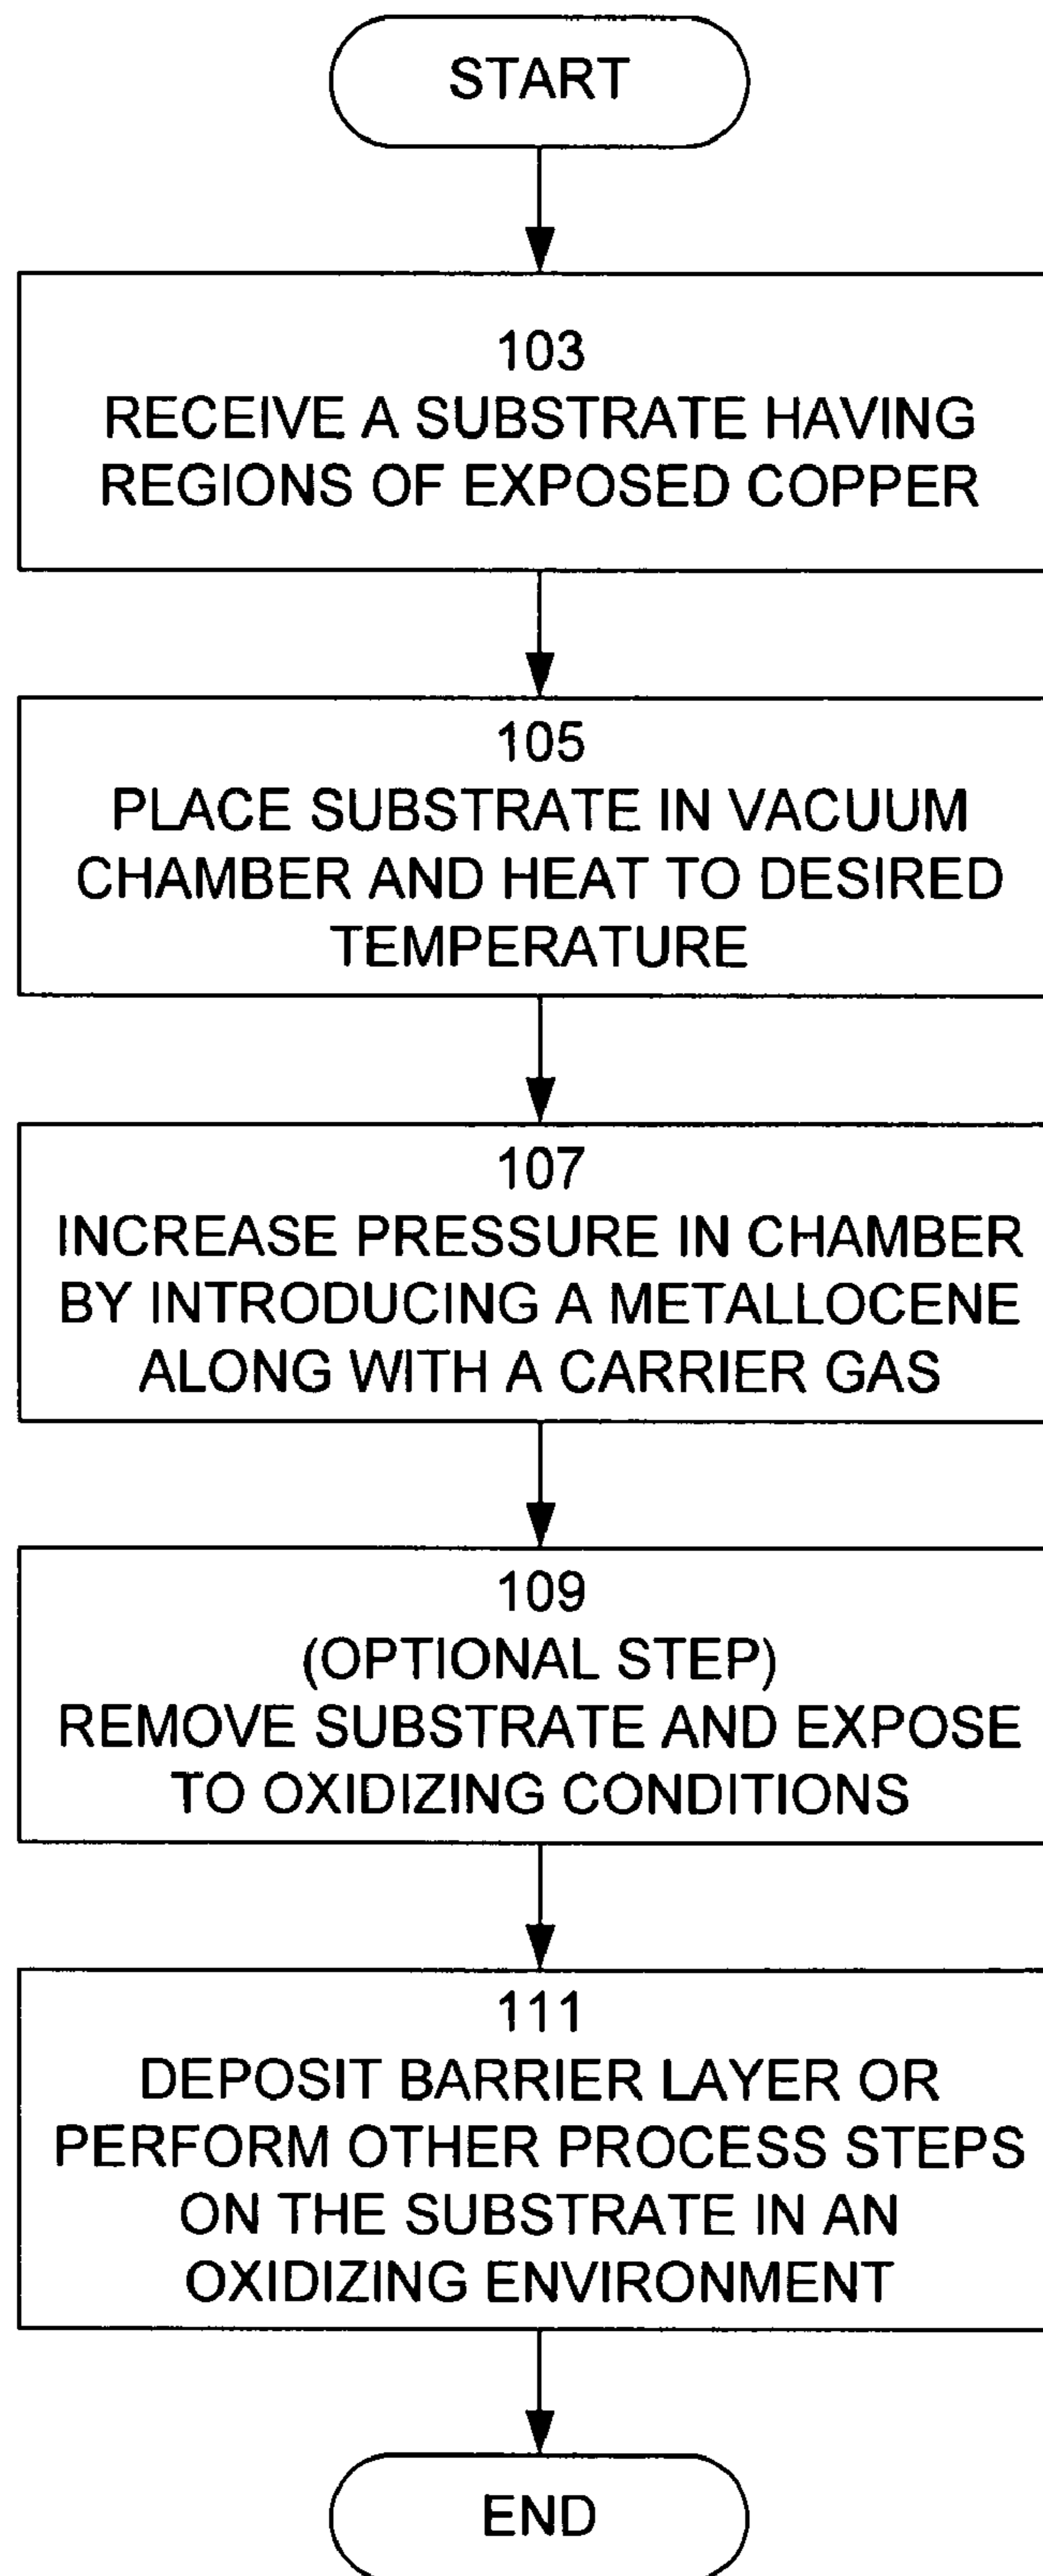 START
103
RECEIVE A SUBSTRATE HAVING
REGIONS OF EXPOSED COPPER
105
PLACE SUBSTRATE IN VACUUM
CHAMBER AND HEAT TO DESIRED
TEMPERATURE
107
INCREASE PRESSURE IN CHAMBER
BY INTRODUCING A METALLOCENE
ALONG WITH A CARRIER GAS
109
(OPTIONAL STEP)
REMOVE SUBSTRATE AND EXPOSE
TO OXIDIZING CONDITIONS
111
DEPOSIT BARRIER LAYER OR
PERFORM OTHER PROCESS STEPS
ON THE SUBSTRATE IN AN
OXIDIZING ENVIRONMENT
END